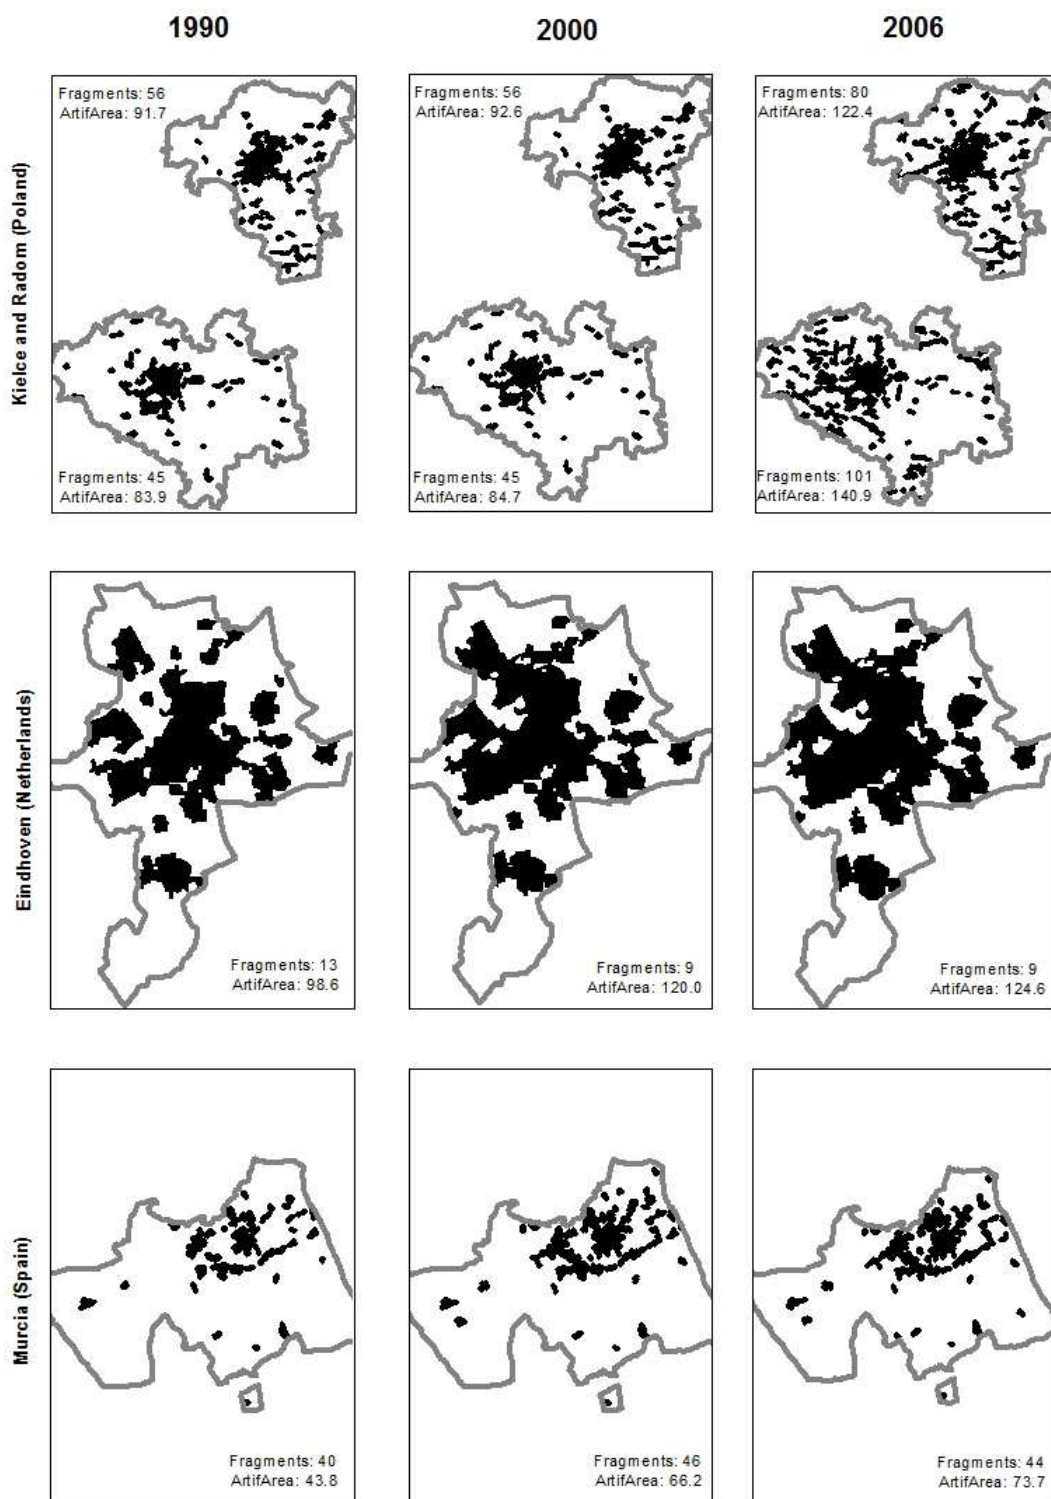 1990
2000
2006
Kielce and Radom (Poland)
Fragments: 56
ArtifArea: 91.7
Fragments: 45
ArtifArea: 83.9
Fragments: 56
ArtifArea: 92.6
Fragments: 45
ArtifArea: 84.7
Fragments: 80
ArtifArea: 122.4
Fragments: 101
ArtifArea: 140.9
Eindhoven (Netherlands)
Fragments: 13
ArtifArea: 98.6
Fragments: 9
ArtifArea: 120.0
Fragments: 9
ArtifArea: 124.6
Murcia (Spain)
Fragments: 40
ArtifArea: 43.8
Fragments: 46
ArtifArea: 66.2
Fragments: 44
ArtifArea: 73.7